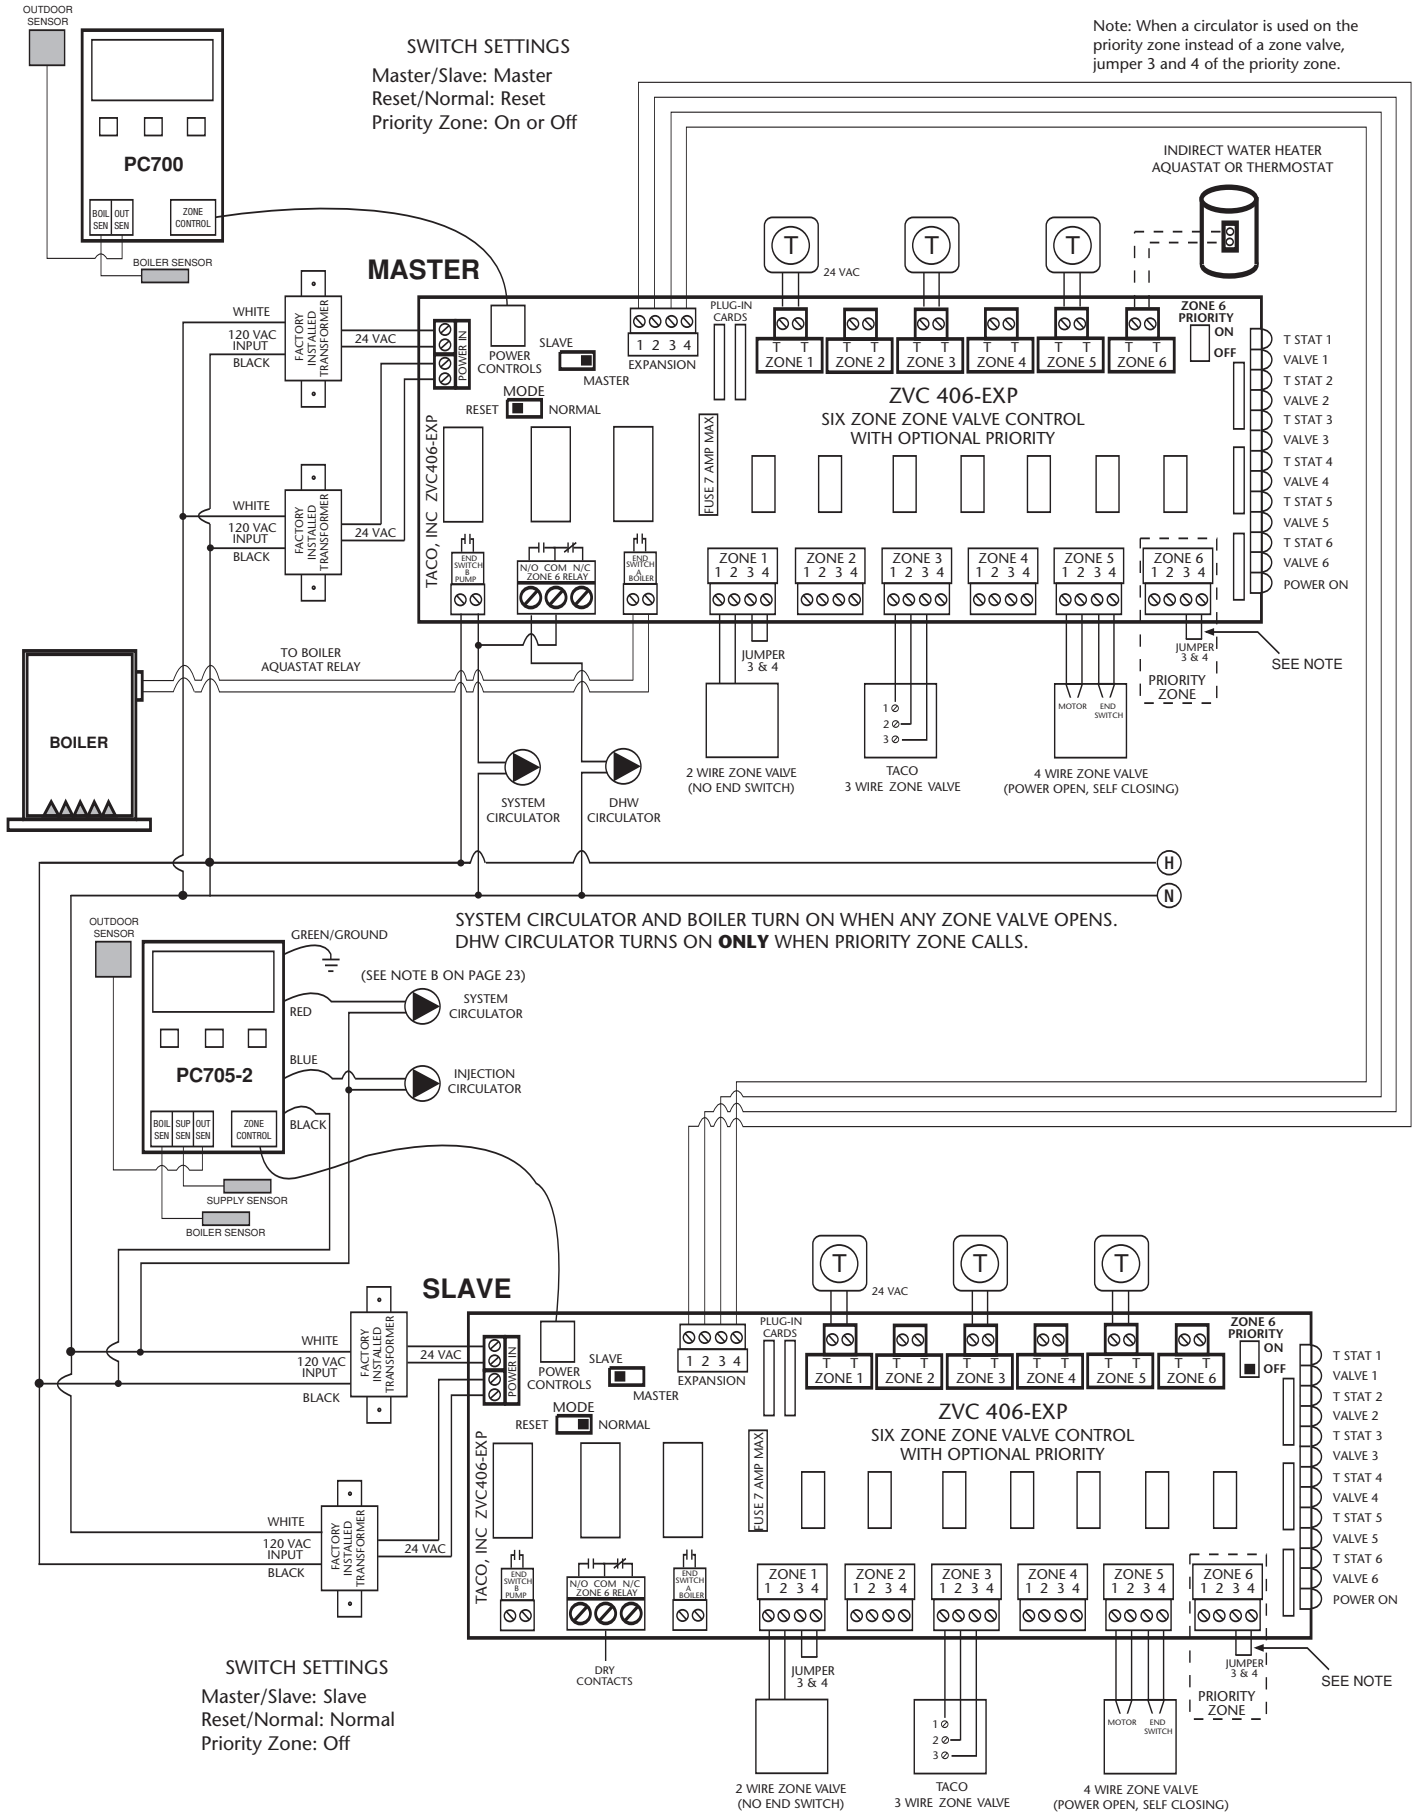 OUTDOOR
SENSOR
PC700
BOIL
SEN
OUT
SEN
ZONE
CONTROL
BOILER SENSOR
SWITCH SETTINGS
Master/Slave: Master
Reset/Normal: Reset
Priority Zone: On or Off
Note: When a circulator is used on the
priority zone instead of a zone valve,
jumper 3 and 4 of the priority zone.
INDIRECT WATER HEATER
AQUASTAT OR THERMOSTAT
MASTER
WHITE
120 VAC
INPUT
BLACK
FACTORY
INSTALLED
TRANSFORMER
24 VAC
WHITE
120 VAC
INPUT
BLACK
FACTORY
INSTALLED
TRANSFORMER
24 VAC
POWER IN
POWER
CONTROLS
SLAVE
MASTER
MODE
RESET
NORMAL
1 2 3 4
EXPANSION
PLUG-IN
CARDS
T
24 VAC
T
T
T T
ZONE 1
T T
ZONE 2
T T
ZONE 3
T T
ZONE 4
T T
ZONE 5
T T
ZONE 6
ZONE 6
PRIORITY
ON
OFF
T STAT 1
VALVE 1
T STAT 2
VALVE 2
T STAT 3
VALVE 3
T STAT 4
VALVE 4
T STAT 5
VALVE 5
T STAT 6
VALVE 6
POWER ON
ZVC 406-EXP
SIX ZONE ZONE VALVE CONTROL
WITH OPTIONAL PRIORITY
TACO, INC ZVC406-EXP
FUSE 7 AMP MAX
END
SWITCH
B
PUMP
N/O COM N/C
ZONE 6 RELAY
END
SWITCH
A
BOILER
ZONE 1
1 2 3 4
ZONE 2
1 2 3 4
ZONE 3
1 2 3 4
ZONE 4
1 2 3 4
ZONE 5
1 2 3 4
ZONE 6
1 2 3 4
JUMPER
3 & 4
JUMPER
3 & 4
SEE NOTE
PRIORITY
ZONE
TO BOILER
AQUASTAT RELAY
BOILER
SYSTEM
CIRCULATOR
DHW
CIRCULATOR
2 WIRE ZONE VALVE
(NO END SWITCH)
1
2
3
TACO
3 WIRE ZONE VALVE
MOTOR
END
SWITCH
4 WIRE ZONE VALVE
(POWER OPEN, SELF CLOSING)
H
N
SYSTEM CIRCULATOR AND BOILER TURN ON WHEN ANY ZONE VALVE OPENS.
DHW CIRCULATOR TURNS ON ONLY WHEN PRIORITY ZONE CALLS.
OUTDOOR
SENSOR
GREEN/GROUND
(SEE NOTE B ON PAGE 23)
RED
SYSTEM
CIRCULATOR
BLUE
INJECTION
CIRCULATOR
BLACK
PC705-2
BOIL
SEN
SUP
SEN
OUT
SEN
ZONE
CONTROL
SUPPLY SENSOR
BOILER SENSOR
SLAVE
WHITE
120 VAC
INPUT
BLACK
FACTORY
INSTALLED
TRANSFORMER
24 VAC
WHITE
120 VAC
INPUT
BLACK
FACTORY
INSTALLED
TRANSFORMER
24 VAC
POWER IN
POWER
CONTROLS
SLAVE
MASTER
MODE
RESET
NORMAL
1 2 3 4
EXPANSION
PLUG-IN
CARDS
T
24 VAC
T
T
T T
ZONE 1
T T
ZONE 2
T T
ZONE 3
T T
ZONE 4
T T
ZONE 5
T T
ZONE 6
ZONE 6
PRIORITY
ON
OFF
T STAT 1
VALVE 1
T STAT 2
VALVE 2
T STAT 3
VALVE 3
T STAT 4
VALVE 4
T STAT 5
VALVE 5
T STAT 6
VALVE 6
POWER ON
ZVC 406-EXP
SIX ZONE ZONE VALVE CONTROL
WITH OPTIONAL PRIORITY
TACO, INC ZVC406-EXP
FUSE 7 AMP MAX
END
SWITCH
B
PUMP
N/O COM N/C
ZONE 6 RELAY
END
SWITCH
A
BOILER
ZONE 1
1 2 3 4
ZONE 2
1 2 3 4
ZONE 3
1 2 3 4
ZONE 4
1 2 3 4
ZONE 5
1 2 3 4
ZONE 6
1 2 3 4
DRY
CONTACTS
JUMPER
3 & 4
JUMPER
3 & 4
SEE NOTE
PRIORITY
ZONE
SWITCH SETTINGS
Master/Slave: Slave
Reset/Normal: Normal
Priority Zone: Off
2 WIRE ZONE VALVE
(NO END SWITCH)
1
2
3
TACO
3 WIRE ZONE VALVE
MOTOR
END
SWITCH
4 WIRE ZONE VALVE
(POWER OPEN, SELF CLOSING)